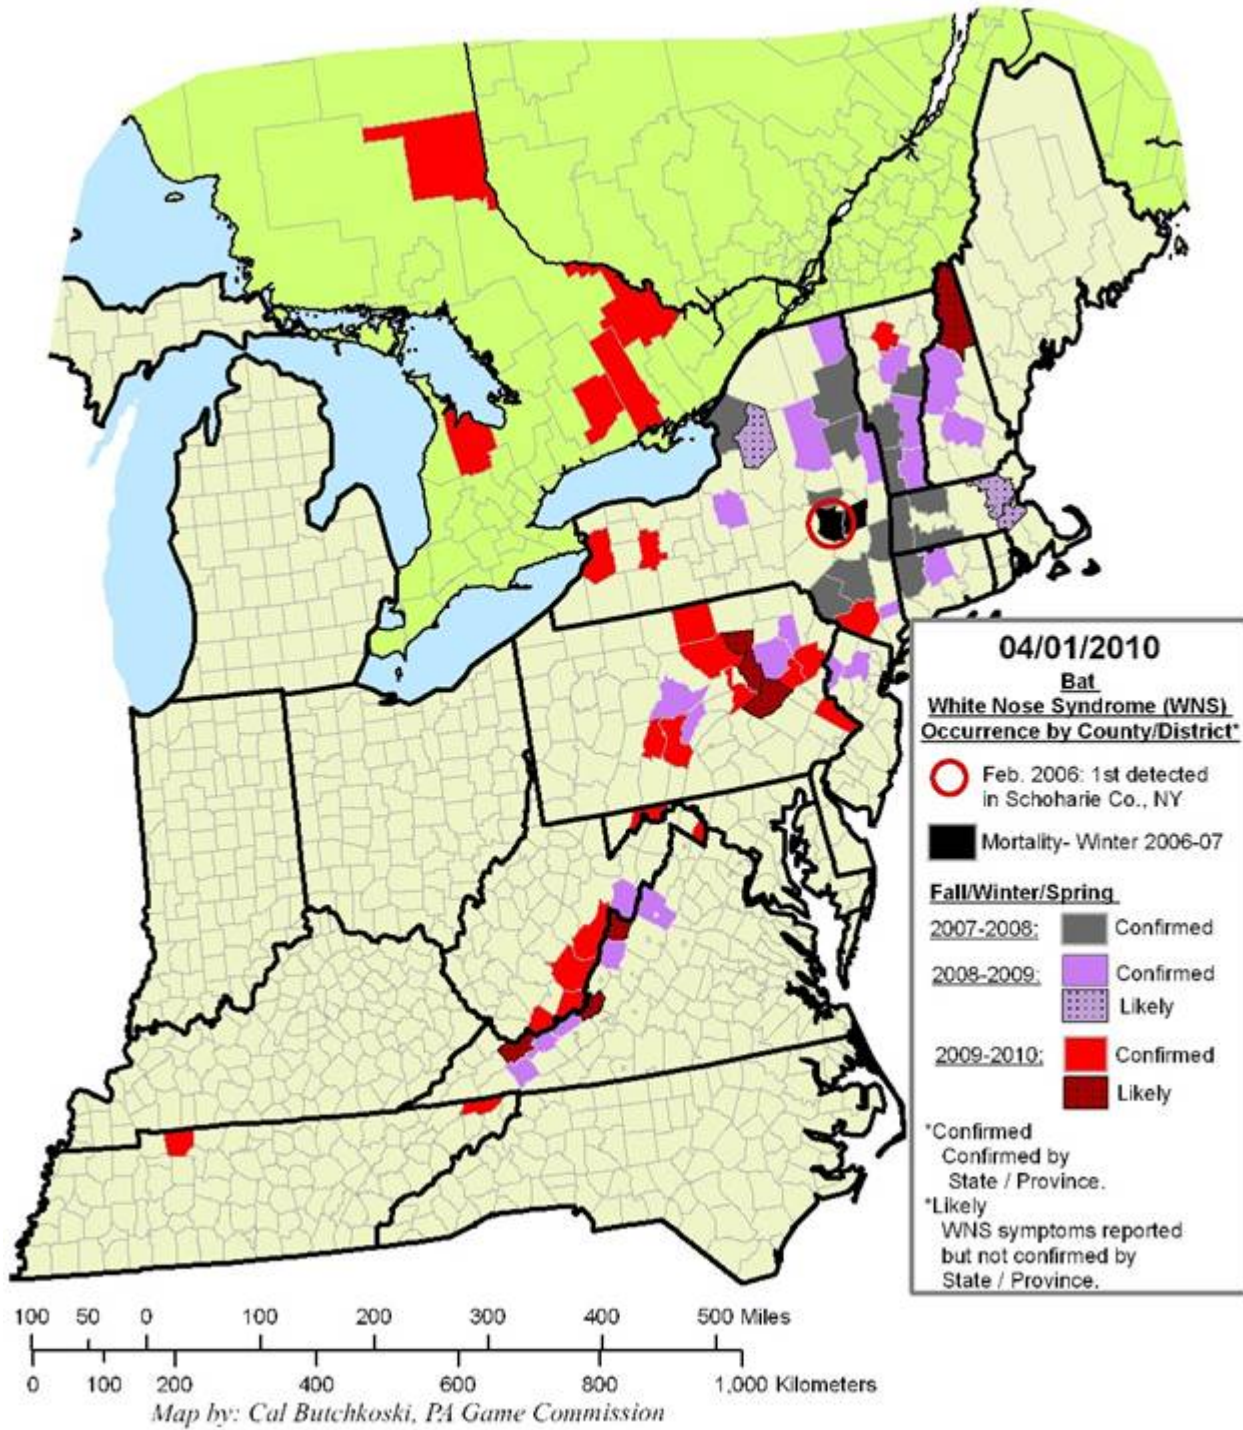 04/01/2010
Bat
White Nose Syndrome (WNS)
Occurrence by County/District*
Feb. 2006: 1st detected
in Schoharie Co., NY
Mortality- Winter 2006-07
Fall/Winter/Spring
2007-2008: Confirmed
2008-2009: Confirmed
Likely
2009-2010: Confirmed
Likely
*Confirmed
Confirmed by
State / Province.
*Likely
WNS symptoms reported
but not confirmed by
State / Province.
100 50 0 100 200 300 400 500 Miles
0 100 200 400 600 800 1,000 Kilometers
Map by: Cal Butchkoski, PA Game Commission